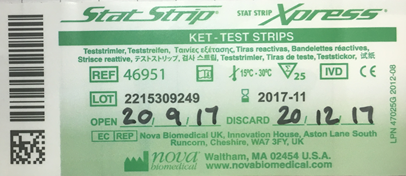 StatStrip® STAT STRIP Xpress®
KET-TEST STRIPS
Teststrimler, Teststreifen, Ταινίες εξέτασης, Tiras reactivas, Bandelettes réactives,
Strisce reattive, テストストリップ, 검사 스트립, Testremsor, Tiras de teste, Teststickor, 试纸
REF 46951 15°C - 30°C 25 IVD
LOT 2215309249 2017-11
OPEN 20.9.17 DISCARD 20.12.17
EC REP Nova Biomedical UK, Innovation House, Aston Lane South
Runcorn, Cheshire, WA7 3FY, UK
nova biomedical Waltham, MA 02454 U.S.A.
www.novabiomedical.com
LPN 47025G 2012-08